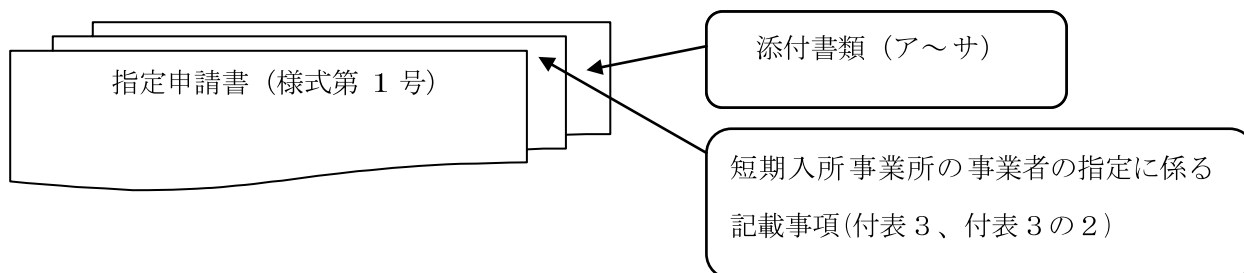 添付書類（ア～サ）
指定申請書（様式第１号）
短期入所事業所の事業者の指定に係る
記載事項(付表３、付表３の２)